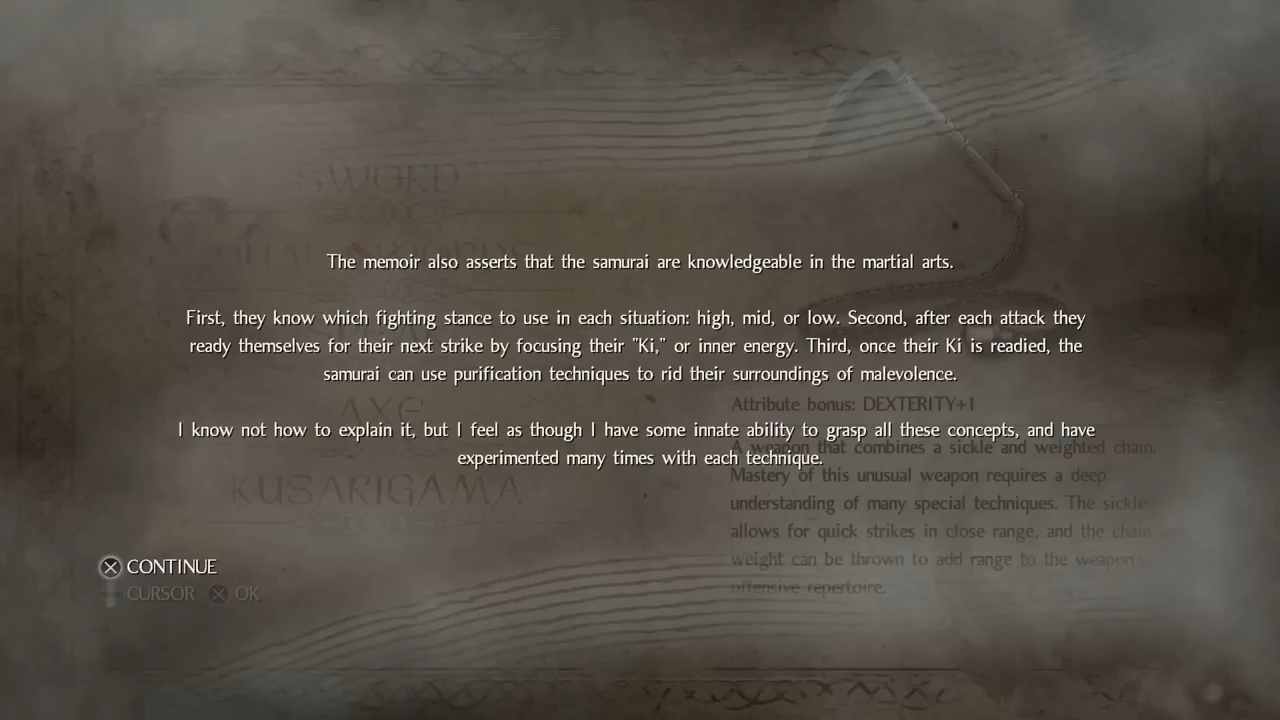 SWORD
DUAL SWORDS
The memoir also asserts that the samurai are knowledgeable in the martial arts.
First, they know which fighting stance to use in each situation: high, mid, or low. Second, after each attack they
ready themselves for their next strike by focusing their "Ki," or inner energy. Third, once their Ki is readied, the
samurai can use purification techniques to rid their surroundings of malevolence.
I know not how to explain it, but I feel as though I have some innate ability to grasp all these concepts, and have
experimented many times with each technique.
AXE
KUSARIGAMA
Attribute bonus: DEXTERITY+1
A weapon that combines a sickle and weighted chain.
Mastery of this unusual weapon requires a deep
understanding of many special techniques. The sickle
allows for quick strikes in close range, and the chain
weight can be thrown to add range to the weapon's
offensive repertoire.
CONTINUE
CURSOR OK